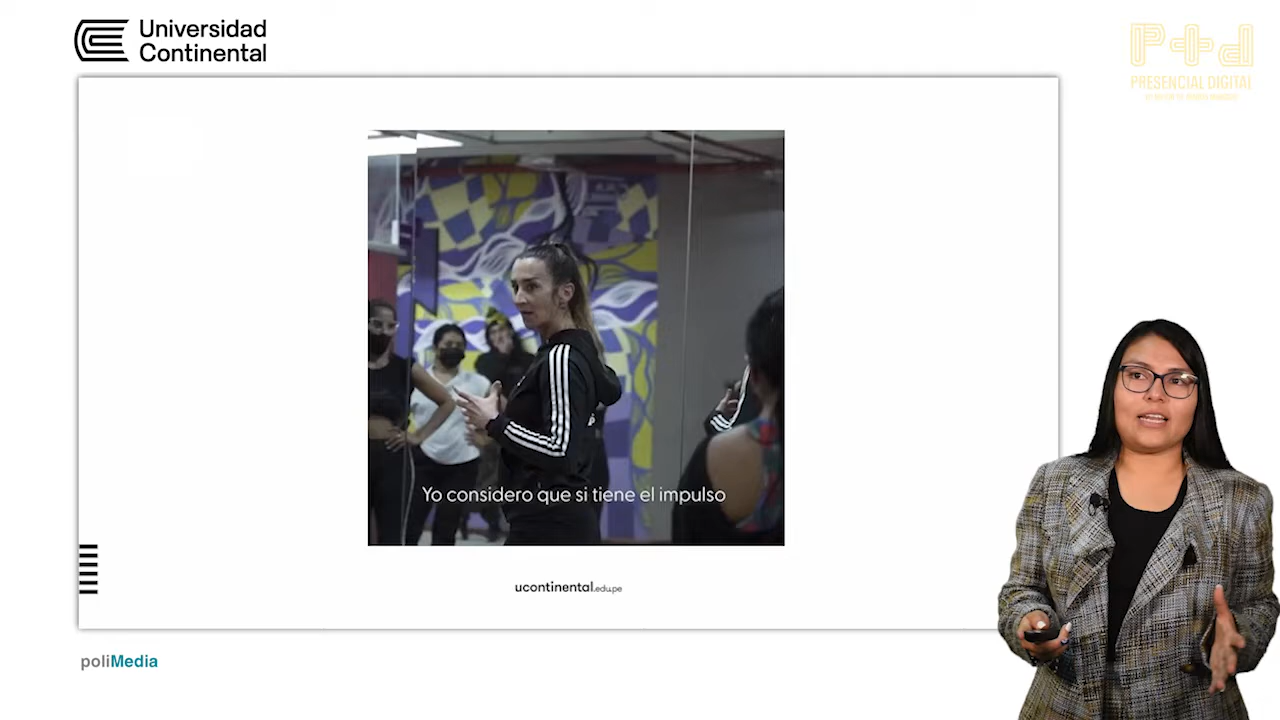 Universidad
Continental
P+d
PRESENCIAL DIGITAL
Yo considero que si tiene el impulso
ucontinental.edu.pe
poliMedia